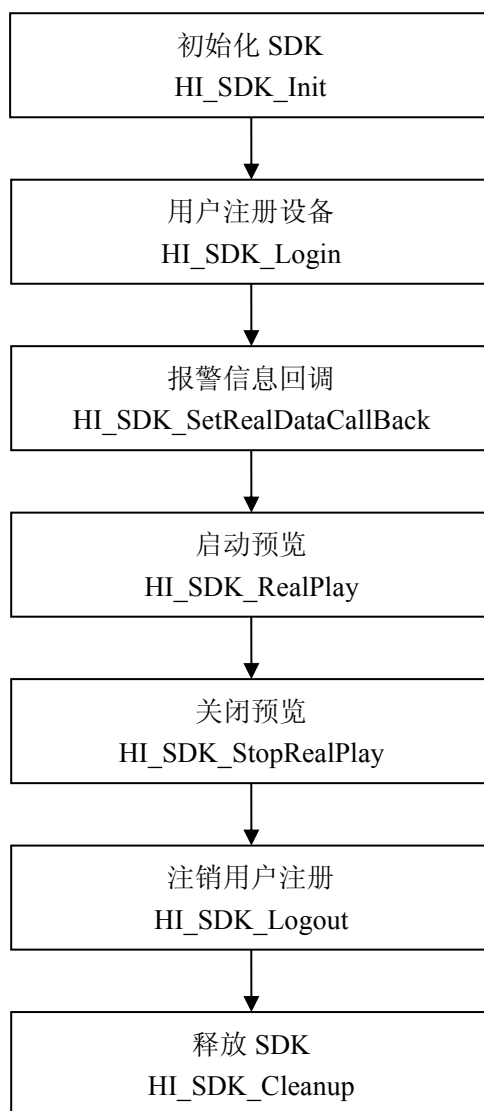 初始化 SDK
HI_SDK_Init
用户注册设备
HI_SDK_Login
报警信息回调
HI_SDK_SetRealDataCallBack
启动预览
HI_SDK_RealPlay
关闭预览
HI_SDK_StopRealPlay
注销用户注册
HI_SDK_Logout
释放 SDK
HI_SDK_Cleanup